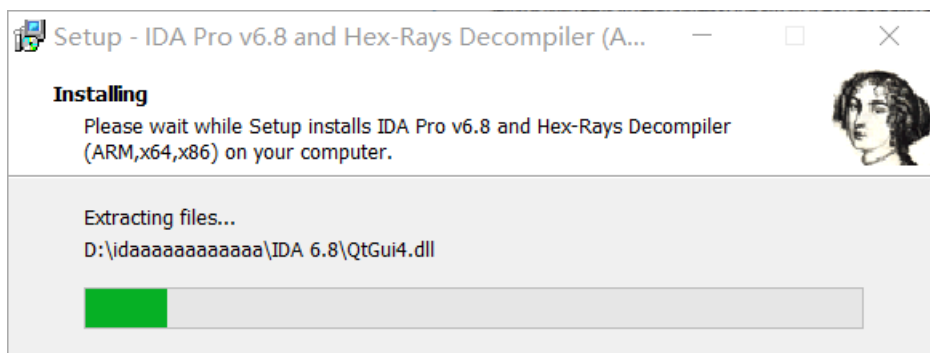 Setup - IDA Pro v6.8 and Hex-Rays Decompiler (A...
Installing
Please wait while Setup installs IDA Pro v6.8 and Hex-Rays Decompiler
(ARM,x64,x86) on your computer.
Extracting files...
D:\idaaaaaaaaaaaa\IDA 6.8\QtGui4.dll